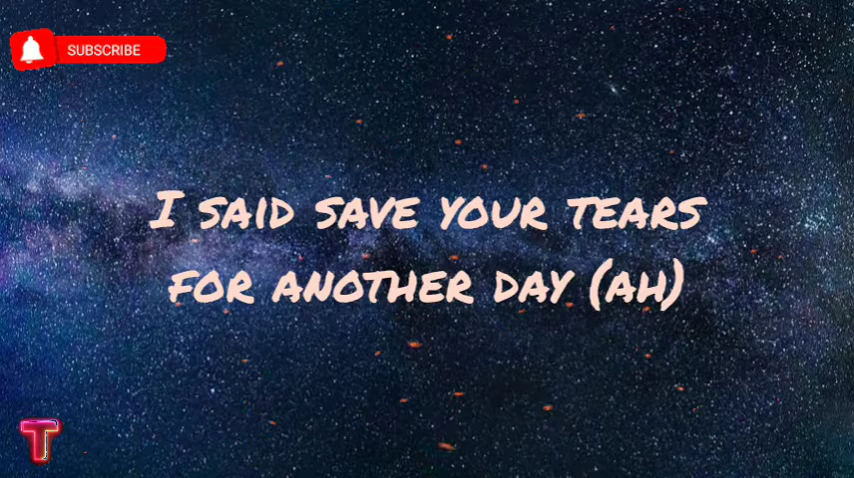 SUBSCRIBE
I SAID SAVE YOUR TEARS
FOR ANOTHER DAY (AH)
T